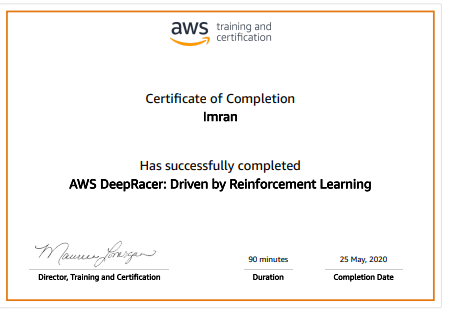 aws training and
certification
Certificate of Completion
Imran
Has successfully completed
AWS DeepRacer: Driven by Reinforcement Learning
Maureen Lonergan
90 minutes
25 May, 2020
Director, Training and Certification
Duration
Completion Date